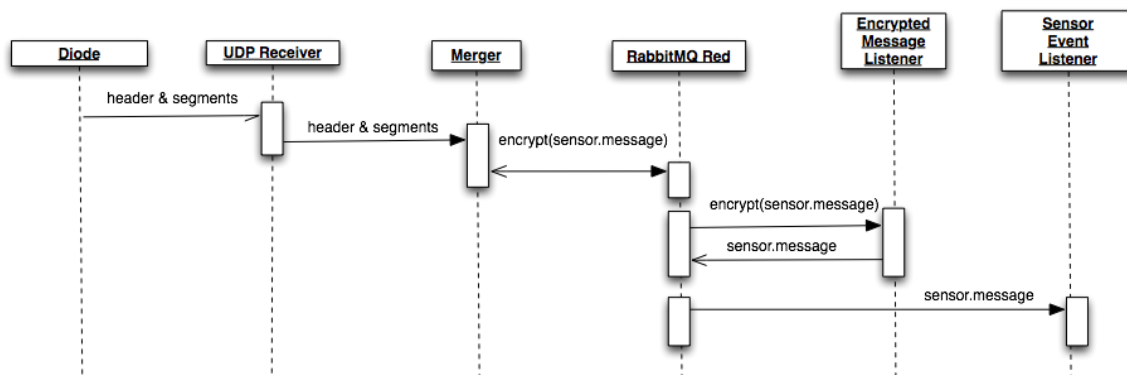 Diode
UDP Receiver
Merger
RabbitMQ Red
Encrypted
Message
Listener
Sensor
Event
Listener
header & segments
header & segments
encrypt(sensor.message)
encrypt(sensor.message)
sensor.message
sensor.message